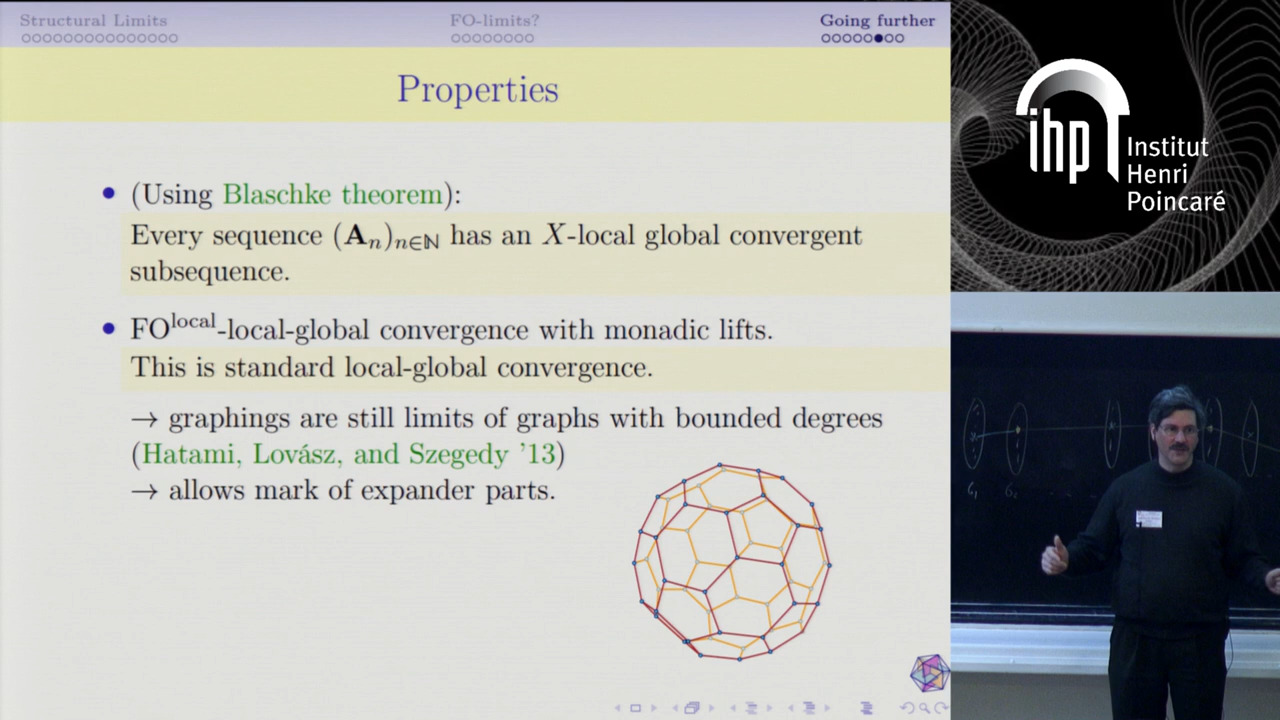 Structural Limits
FO-limits?
Going further
Properties
• (Using Blaschke theorem):
Every sequence (𝐀ₙ)ₙ∈ℕ has an X-local global convergent
subsequence.
• FO^local-local-global convergence with monadic lifts.
This is standard local-global convergence.
→ graphings are still limits of graphs with bounded degrees
(Hatami, Lovász, and Szegedy '13)
→ allows mark of expander parts.
ihp
Institut
Henri
Poincaré